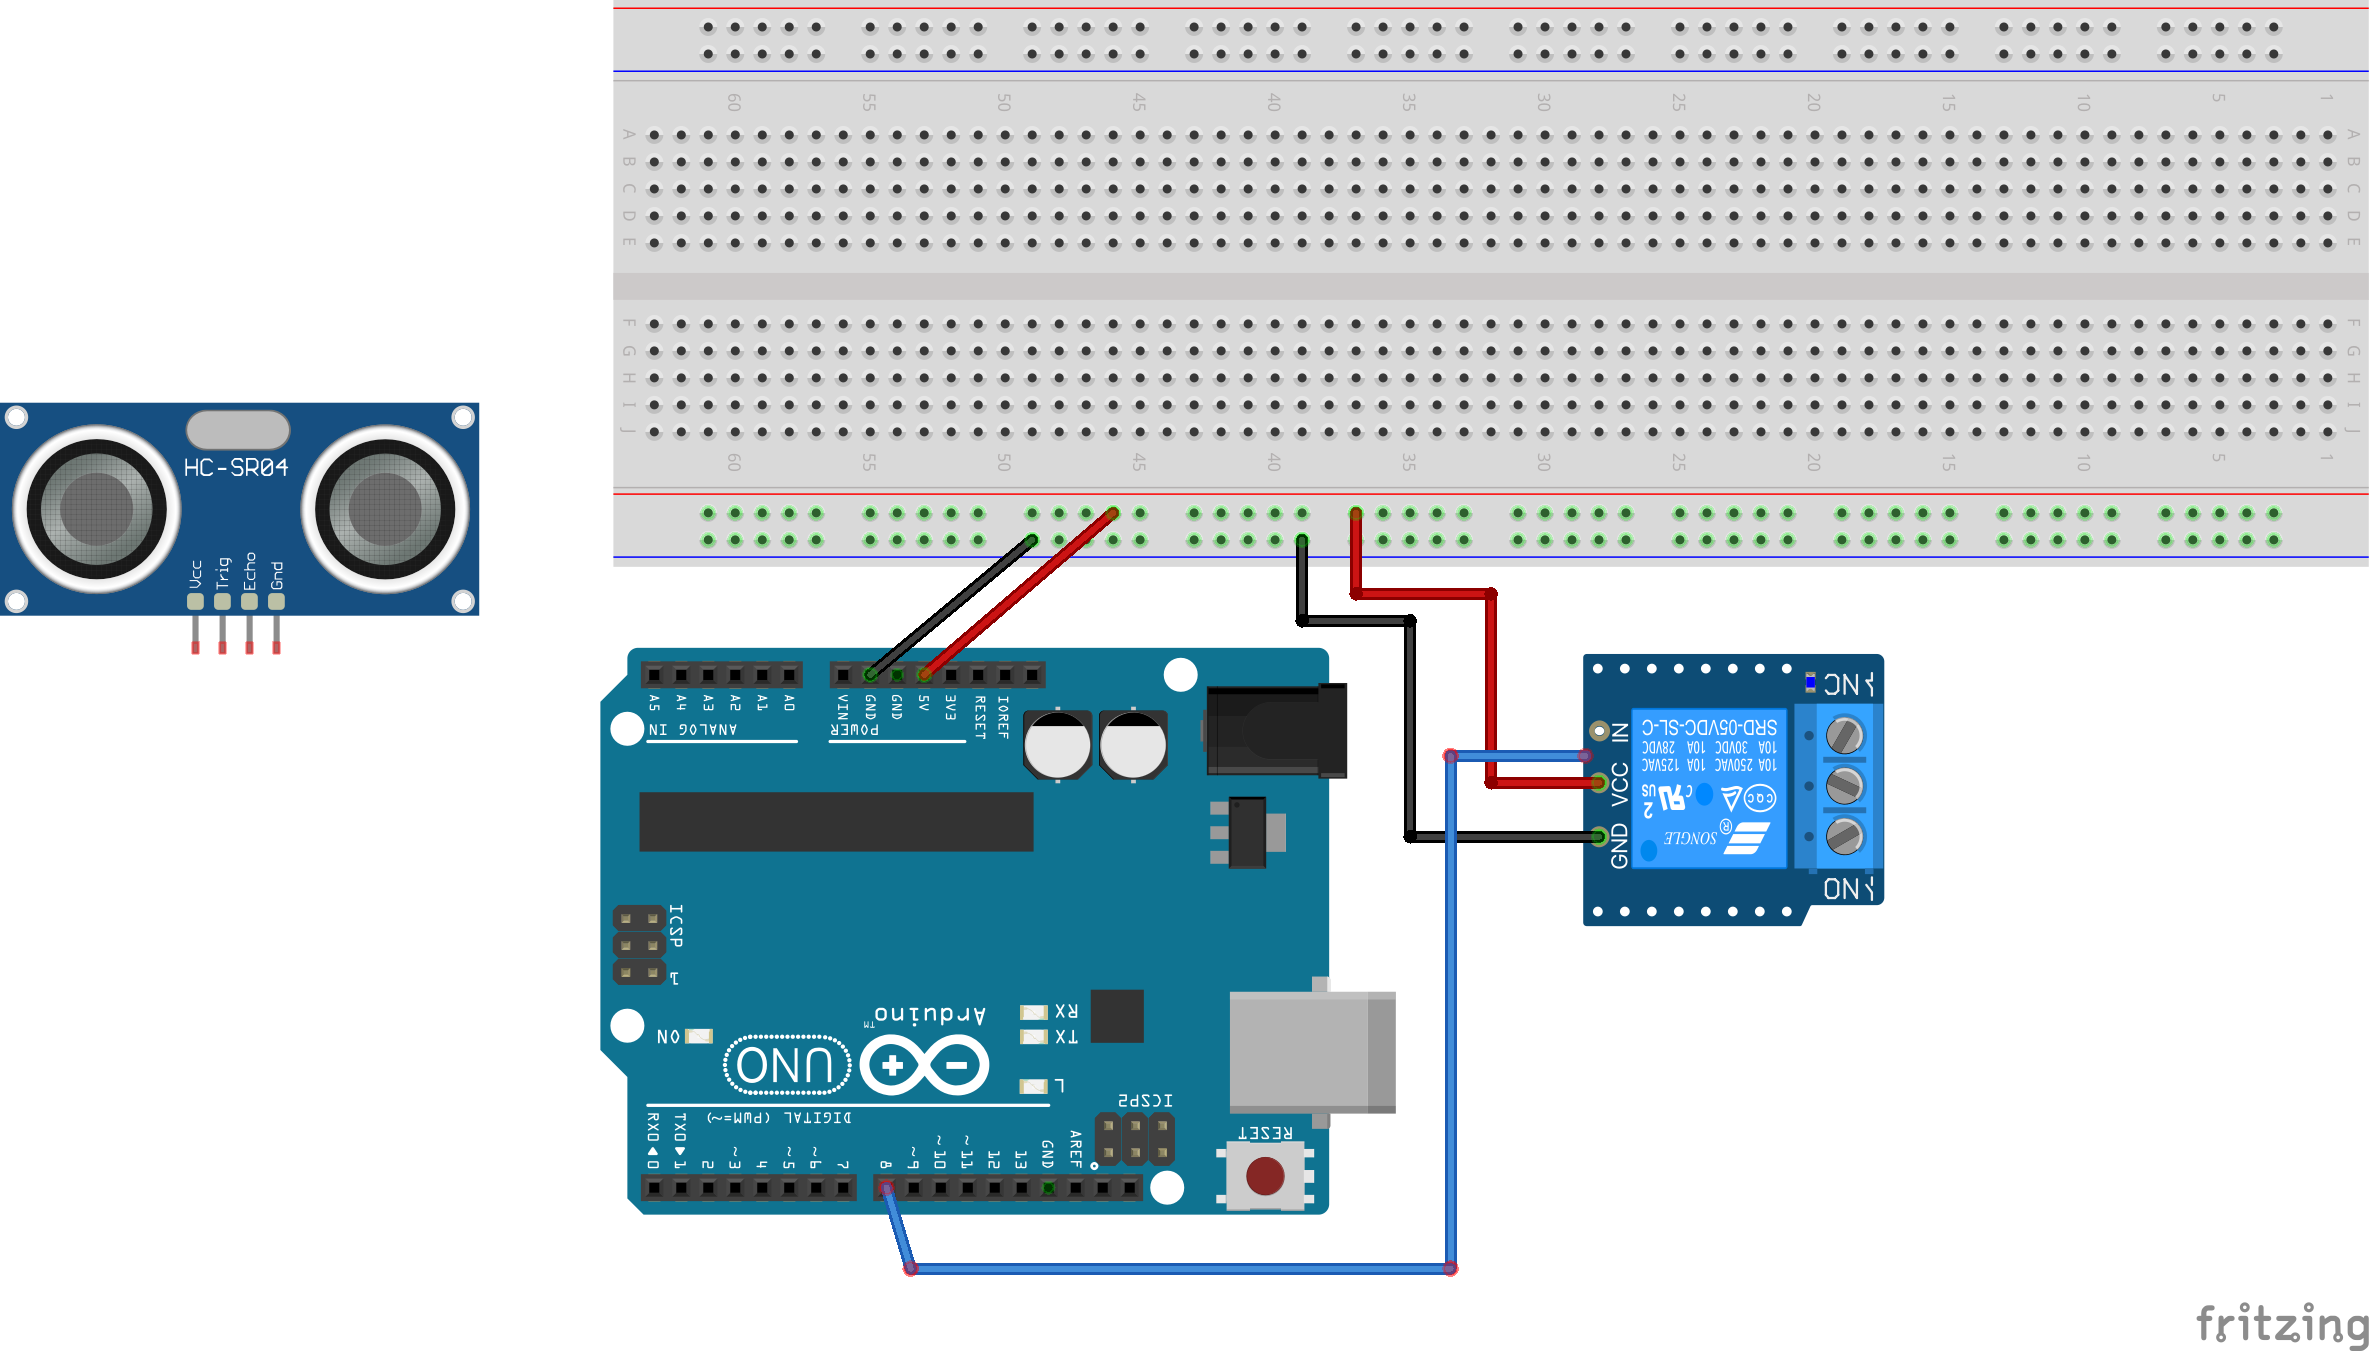 60 55 50 45 40 35 30 25 20 15 10 5 1
A A
B B
C C
D D
E E
F F
G G
H H
I I
J J
60 55 50 45 40 35 30 25 20 15 10 5 1
HC-SR04
Vcc
Trig
Echo
Gnd
A5 A4 A3 A2 A1 A0
ANALOG IN
VIN GND GND 5V 3V3 RESET IOREF
POWER
ICSP
1
ON
UNO
Arduino™
RX
TX
L
ICSP2
RESET
DIGITAL (PWM=~)
RX0 ◀ 0
TX0 ▶ 1
2 ~3 4 ~5 ~6 7 8 ~9 ~10 ~11 12 13 GND AREF
NC
IN
VCC
GND
SRD-05VDC-SL-C
10A 30VDC 10A 28VDC
10A 250VAC 10A 125VAC
c UR US
2
CQC
SONGLE ®
NO
fritzing